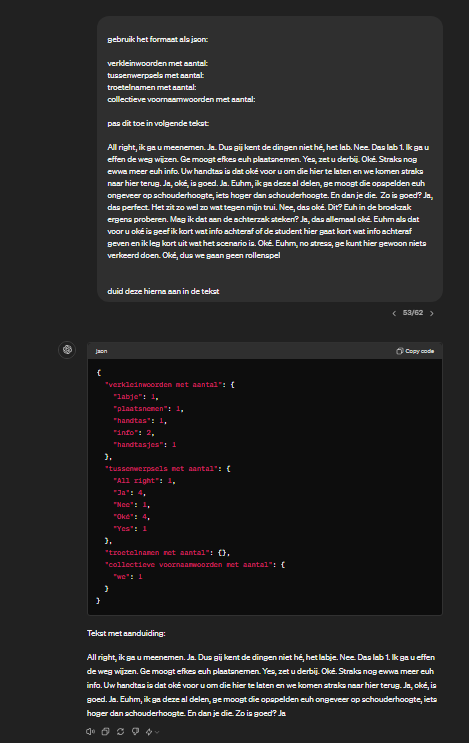 gebruik het formaat als json:
verkleinwoorden met aantal:
tussenwerpsels met aantal:
troetelnamen met aantal:
collectieve voornaamwoorden met aantal:
pas dit toe in volgende tekst:
All right, ik ga u meenemen. Ja. Dus gij kent de dingen niet hé, het lab. Nee. Das lab 1. Ik ga u
effen de weg wijzen. Ge moogt efkes euh plaatsnemen. Yes, zet u derbij. Oké. Straks nog
ewwa meer euh info. Uw handtas is dat oké voor u om die hier te laten en we komen straks
naar hier terug. Ja, oké, is goed. Ja. Euhm, ik ga deze al delen, ge moogt die opspelden euh
ongeveer op schouderhoogte, iets hoger dan schouderhoogte. En dan je die. Zo is goed? Ja,
das perfect. Het zit zo wel zo wat tegen mijn trui. Nee, das oké. Dit? Euh in de broekzak
ergens proberen. Mag ik dat aan de achterzak steken? Ja, das allemaal oké. Euhm als dat
voor u oké is geef ik kort wat info achteraf of de student hier gaat kort wat info achteraf
geven en ik leg kort uit wat het scenario is. Oké. Euhm, no stress, ge kunt hier gewoon niets
verkeerd doen. Oké, dus we gaan geen rollenspel
duid deze hierna aan in de tekst
53/62
json
Copy code
{
"verkleinwoorden met aantal": {
"labje": 1,
"plaatsnemen": 1,
"handtas": 1,
"info": 2,
"handtasjes": 1
},
"tussenwerpsels met aantal": {
"All right": 1,
"Ja": 4,
"Nee": 1,
"Oké": 4,
"Yes": 1
},
"troetelnamen met aantal": {},
"collectieve voornaamwoorden met aantal": {
"we": 1
}
}
Tekst met aanduiding:
All right, ik ga u meenemen. Ja. Dus gij kent de dingen niet hé, het labje. Nee. Das lab 1. Ik ga u effen
de weg wijzen. Ge moogt efkes euh plaatsnemen. Yes, zet u derbij. Oké. Straks nog ewwa meer euh
info. Uw handtas is dat oké voor u om die hier te laten en we komen straks naar hier terug. Ja, oké, is
goed. Ja. Euhm, ik ga deze al delen, ge moogt die opspelden euh ongeveer op schouderhoogte, iets
hoger dan schouderhoogte. En dan je die. Zo is goed? Ja